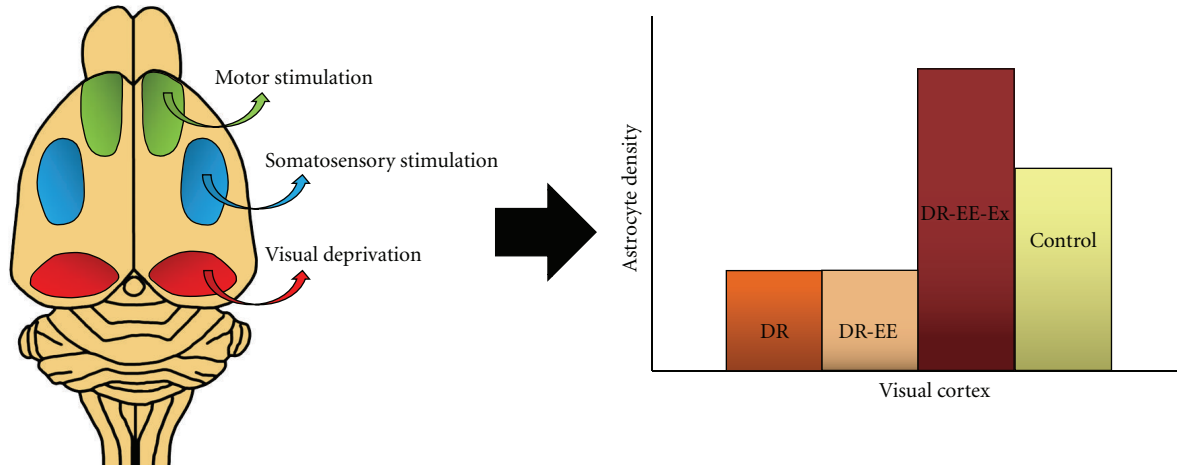 Motor stimulation
Somatosensory stimulation
Visual deprivation
Astrocyte density
DR
DR-EE
DR-EE-Ex
Control
Visual cortex